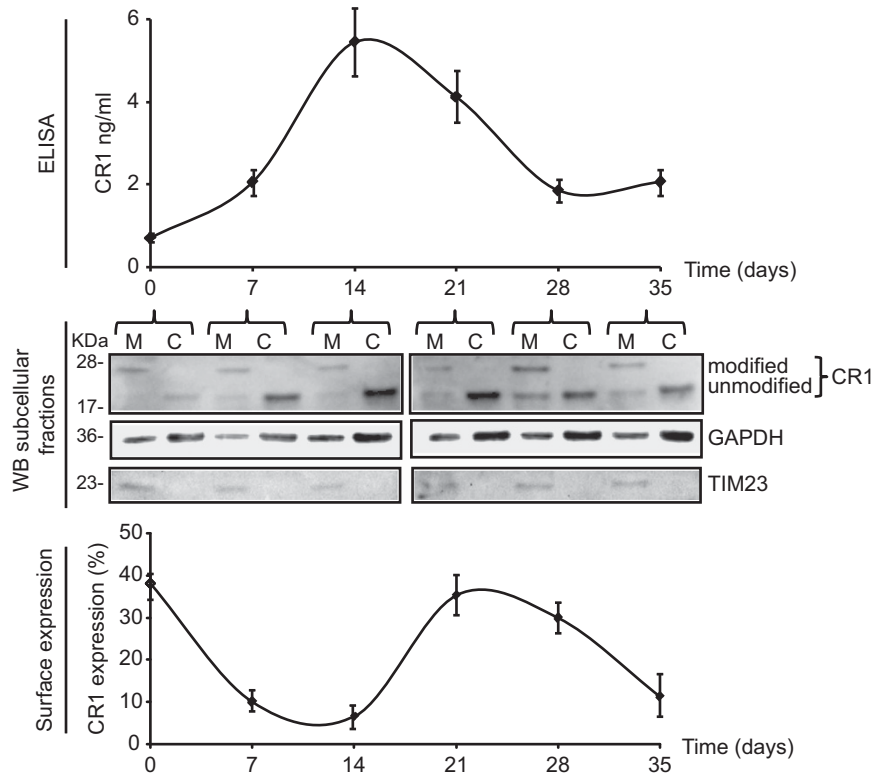 ELISA
CR1 ng/ml
6
4
2
0
0 7 14 21 28 35
Time (days)
WB subcellular
fractions
KDa M C M C M C M C M C M C
28-
17-
modified
unmodified
CR1
36-
GAPDH
23-
TIM23
Surface expression
CR1 expression (%)
50
40
30
20
10
0
0 7 14 21 28 35
Time (days)